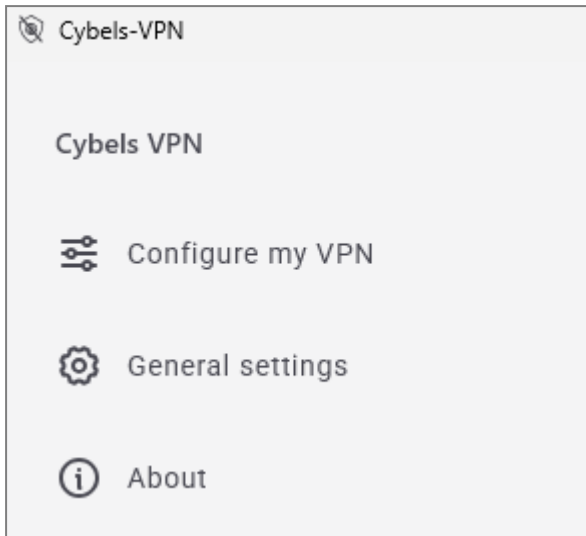 Cybels-VPN
Cybels VPN
Configure my VPN
General settings
About